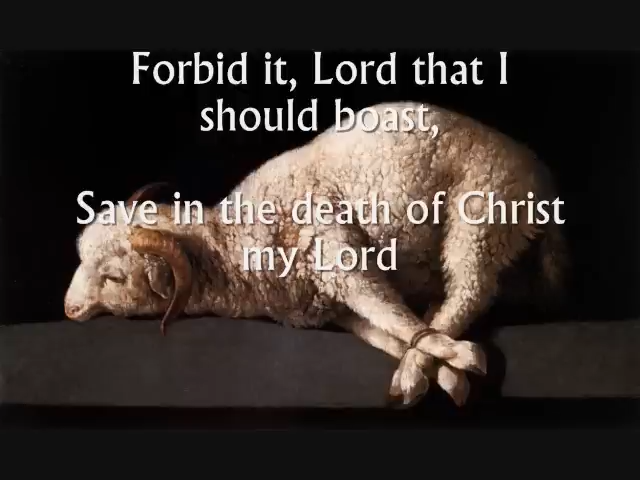 Forbid it, Lord that I
should boast,
Save in the death of Christ
my Lord